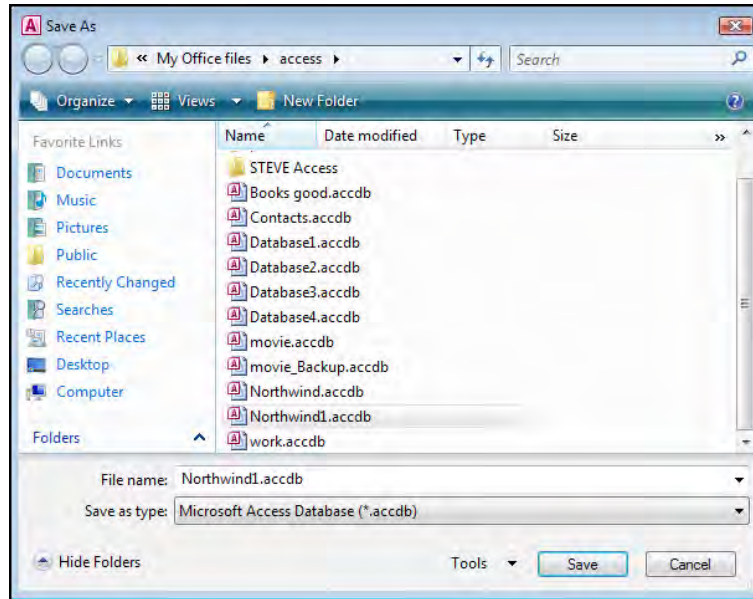 Save As
« My Office files access
Search
Organize Views New Folder
Favorite Links
Documents
Music
Pictures
Public
Recently Changed
Searches
Recent Places
Desktop
Computer
Folders
Name Date modified Type Size »
STEVE Access
Books good.accdb
Contacts.accdb
Database1.accdb
Database2.accdb
Database3.accdb
Database4.accdb
movie.accdb
movie_Backup.accdb
Northwind.accdb
Northwind1.accdb
work.accdb
File name: Northwind1.accdb
Save as type: Microsoft Access Database (*.accdb)
Hide Folders Tools Save Cancel